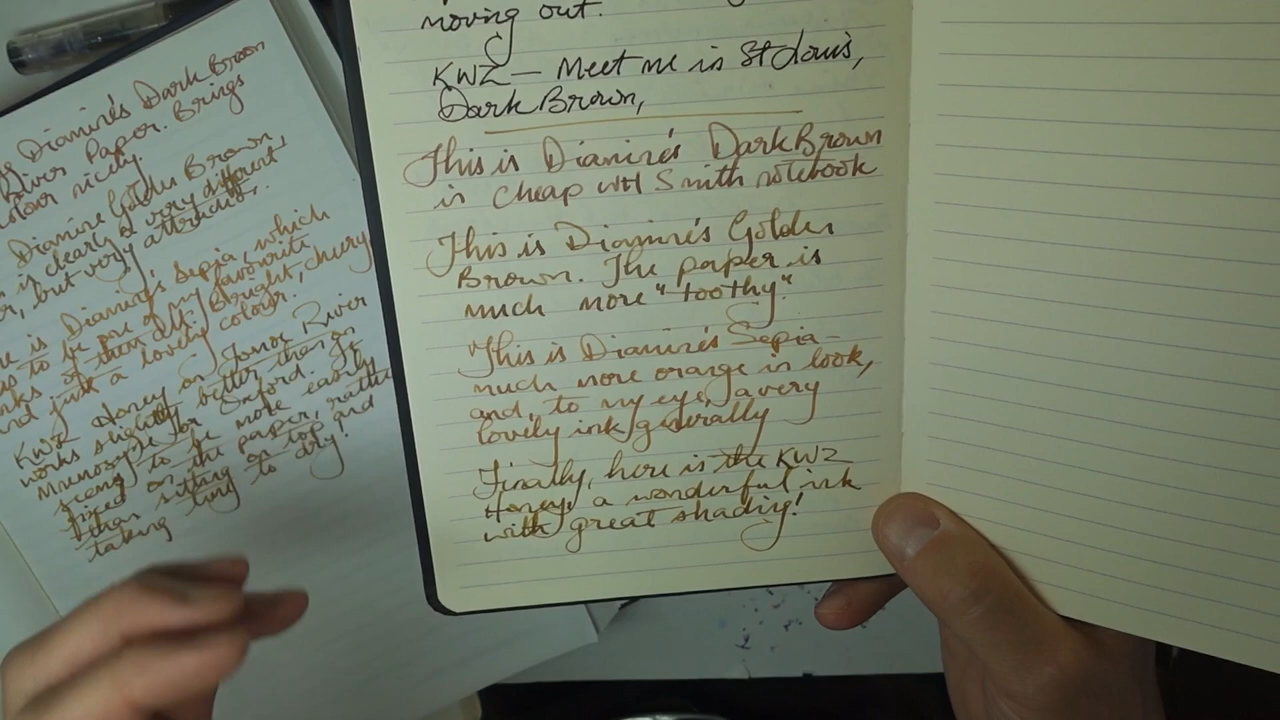 moving out.
KWZ – Meet me in St Louis,
Dark Brown,
This is Diamine's Dark Brown
in cheap WH Smith notebook
This is Diamine's Golden
Brown. The paper is
much more "toothy".
This is Diamine's Sepia –
much more orange in look,
and, to my eye, a very
lovely ink generally
Finally, here is the KWZ
Honey, a wonderful ink
with great shading!
Diamine's Dark Brown
River Paper. Brings
colour nicely.
Diamine Golden Brown,
is clearly a very different
but very attractive.
is Diamine's Sepia, which
to be one of my favourite
inks of them all. Bright, cheery
and just a lovely colour.
KWZ Honey on Tomoe River
works slightly better than on
Munosyne or Oxford. It
seems to be more easily
fixed on the paper, rather
than sitting on top and
taking time to dry!